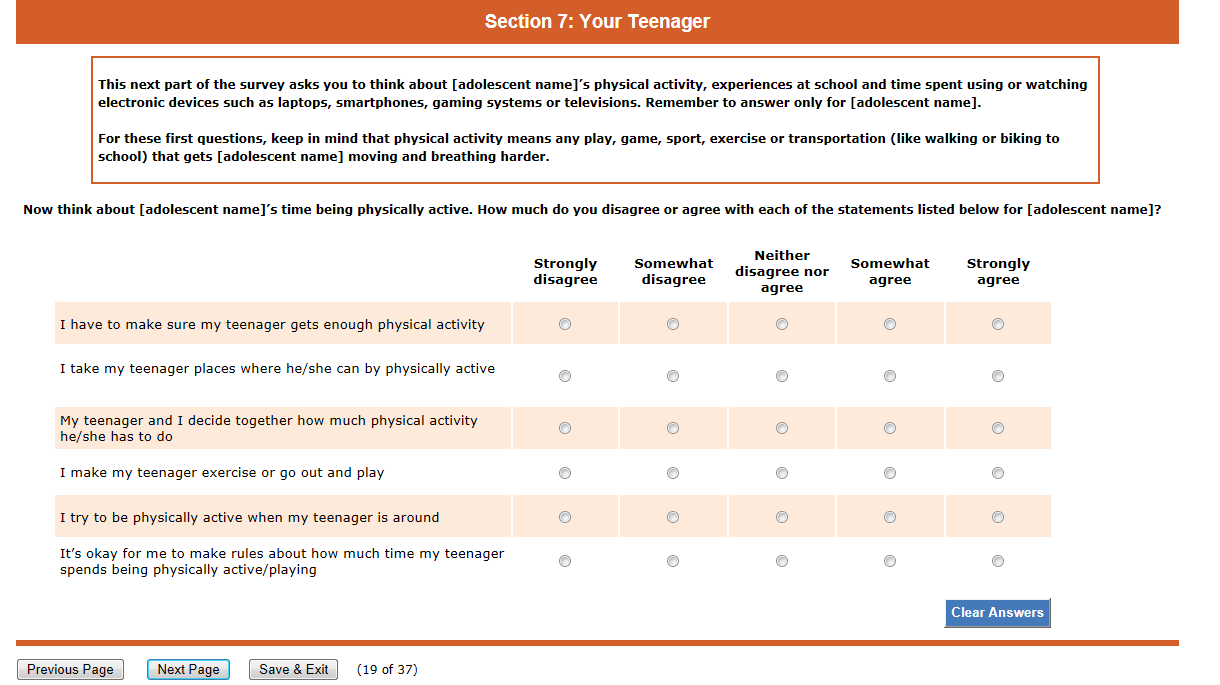 Section 7: Your Teenager
This next part of the survey asks you to think about [adolescent name]’s physical activity, experiences at school and time spent using or watching
electronic devices such as laptops, smartphones, gaming systems or televisions. Remember to answer only for [adolescent name].
For these first questions, keep in mind that physical activity means any play, game, sport, exercise or transportation (like walking or biking to
school) that gets [adolescent name] moving and breathing harder.
Now think about [adolescent name]’s time being physically active. How much do you disagree or agree with each of the statements listed below for [adolescent name]?
Strongly
disagree
Somewhat
disagree
Neither
disagree nor
agree
Somewhat
agree
Strongly
agree
I have to make sure my teenager gets enough physical activity
I take my teenager places where he/she can by physically active
My teenager and I decide together how much physical activity
he/she has to do
I make my teenager exercise or go out and play
I try to be physically active when my teenager is around
It’s okay for me to make rules about how much time my teenager
spends being physically active/playing
Clear Answers
Previous Page
Next Page
Save & Exit
(19 of 37)